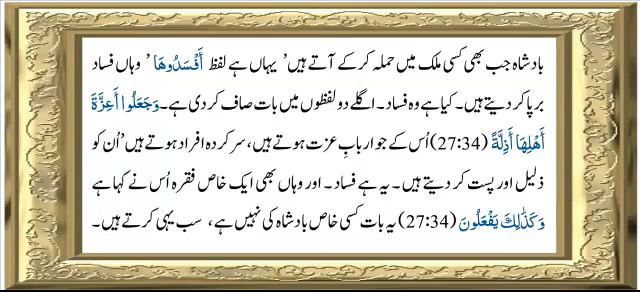 بادشاہ جب بھی کسی ملک میں حملہ کر کے آتے ہیں' یہاں ہے لفظ أَفْسَدُوهَا ' وہاں فساد
برپا کر دیتے ہیں۔ کیا ہے وہ فساد۔ اگلے دو لفظوں میں بات صاف کر دی ہے۔ وَجَعَلُوا أَعِزَّةَ
أَهْلِهَا أَذِلَّةً (27:34) اُس کے جو اربابِ عزت ہوتے ہیں، سرکردہ افراد ہوتے ہیں' اُن کو
ذلیل اور پست کر دیتے ہیں۔ یہ ہے فساد۔ اور وہاں بھی ایک خاص فقرہ اُس نے کہا ہے
وَكَذَٰلِكَ يَفْعَلُونَ (27:34) یہ بات کسی خاص بادشاہ کی نہیں ہے، سب یہی کرتے ہیں۔